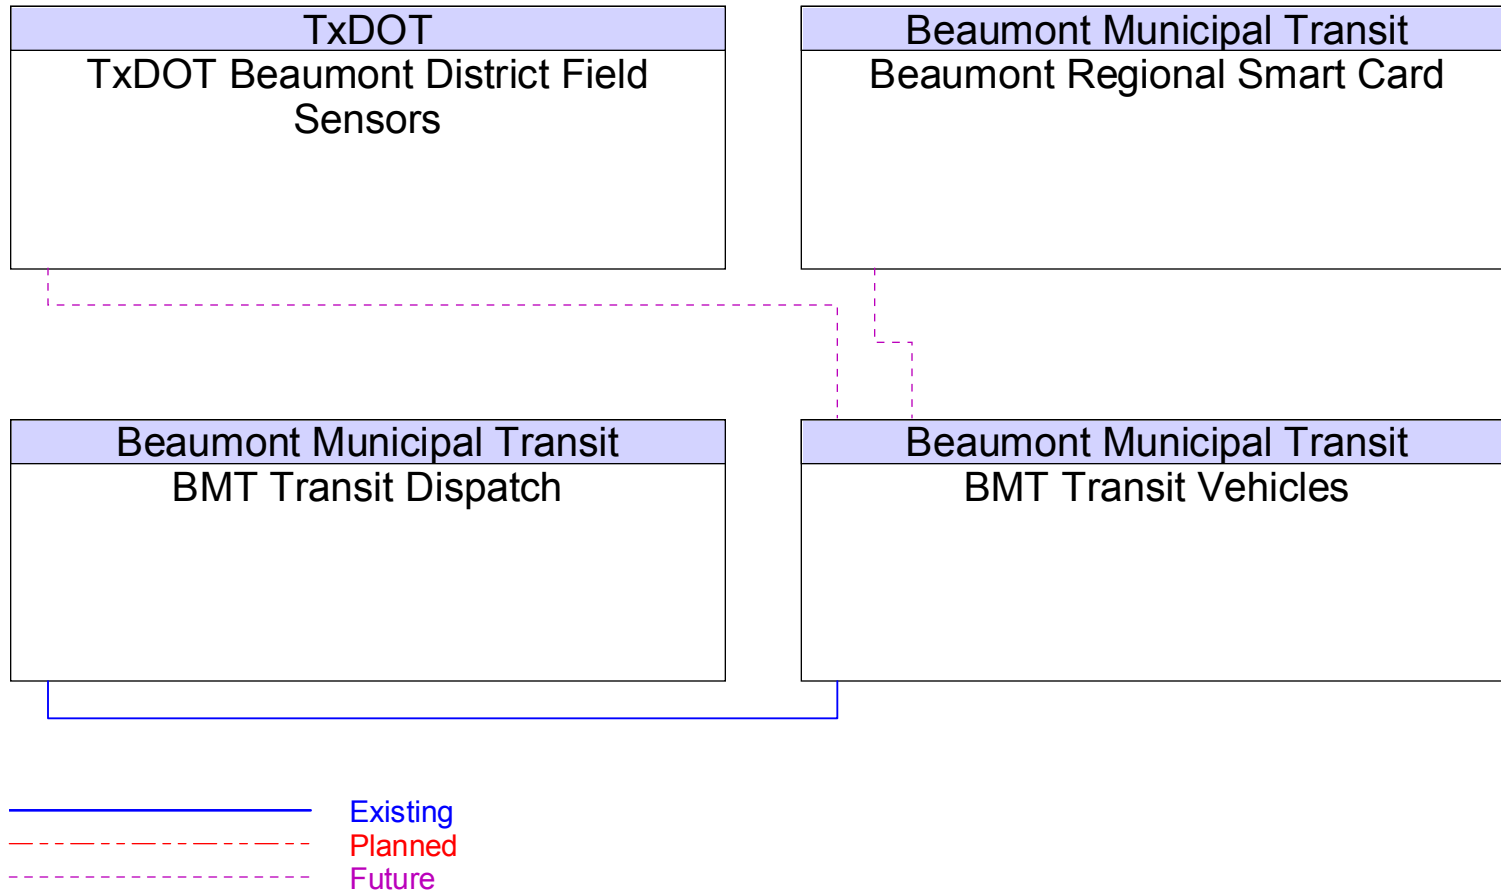 TxDOT
TxDOT Beaumont District Field
Sensors
Beaumont Municipal Transit
Beaumont Regional Smart Card
Beaumont Municipal Transit
BMT Transit Dispatch
Beaumont Municipal Transit
BMT Transit Vehicles
Existing
Planned
Future